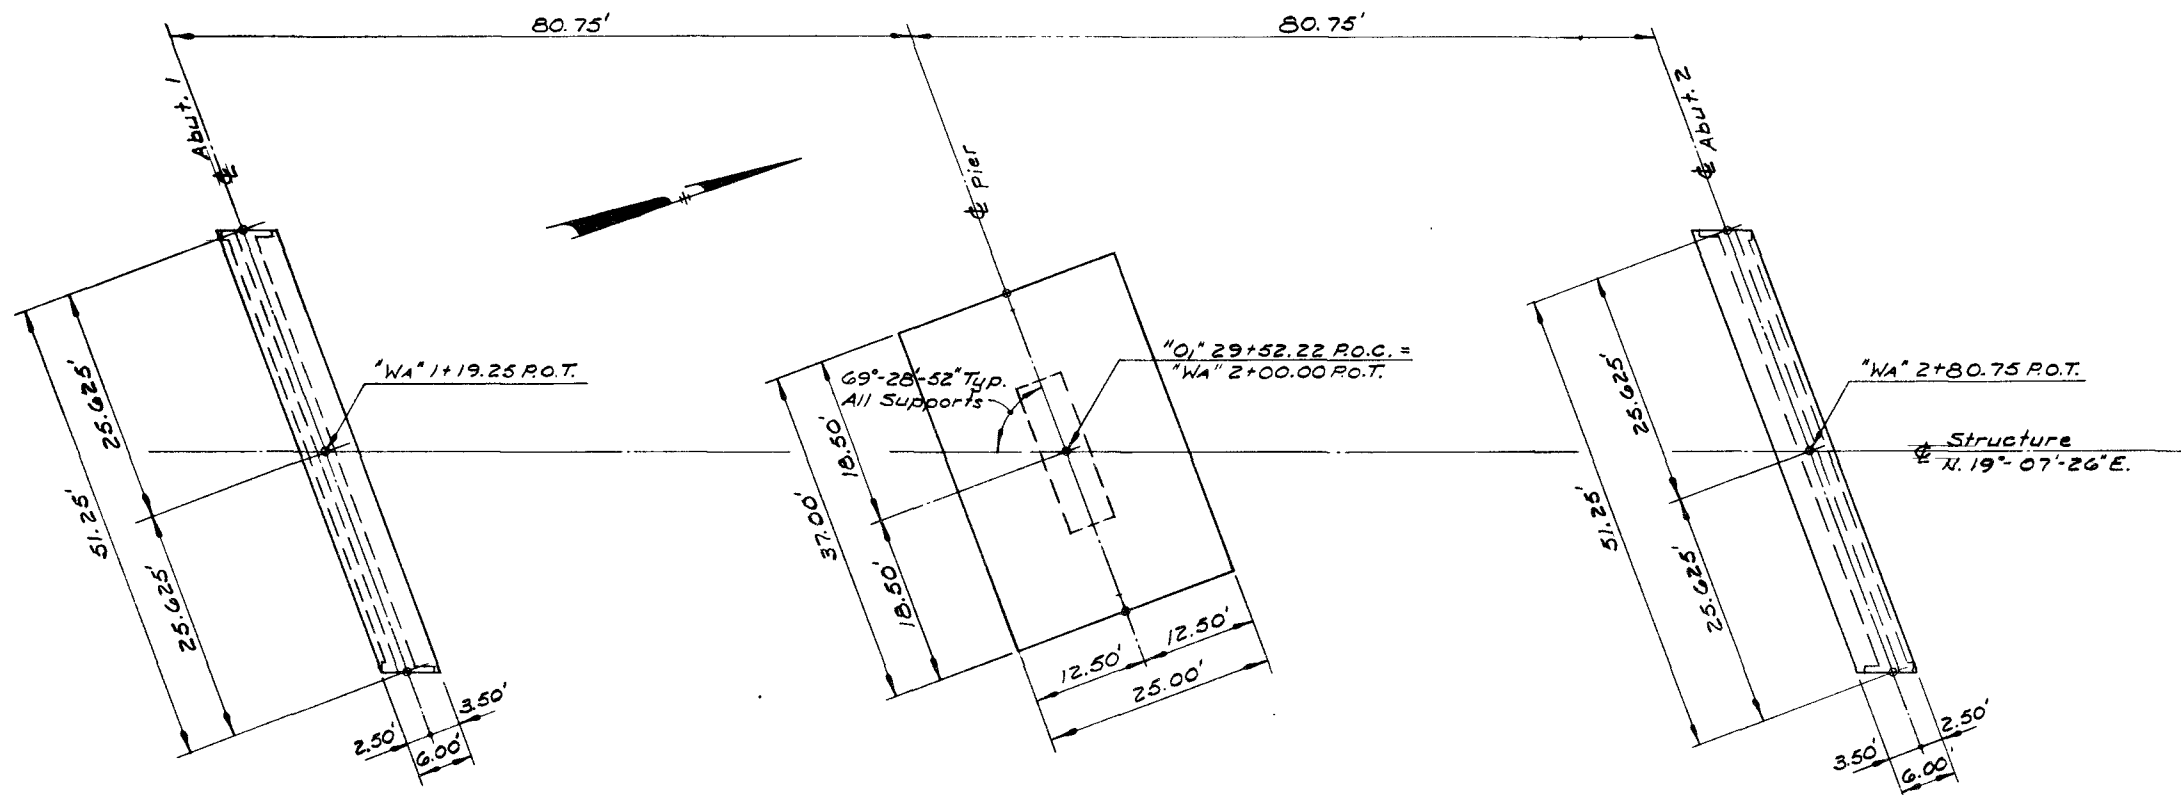 80.75'
80.75'
℄ Abut. 1
℄ Pier
℄ Abut. 2
"WA" 1+19.25 P.O.T.
69°-28'-52" Typ.
All Supports
"O₁" 29+52.22 P.O.C. =
"WA" 2+00.00 P.O.T.
"WA" 2+80.75 P.O.T.
℄ Structure
N. 19°-07'-26" E.
25.625'
51.25'
25.625'
18.50'
37.00'
18.50'
25.625'
51.25'
25.625'
2.50'
3.50'
6.00'
12.50'
12.50'
25.00'
3.50'
2.50'
6.00